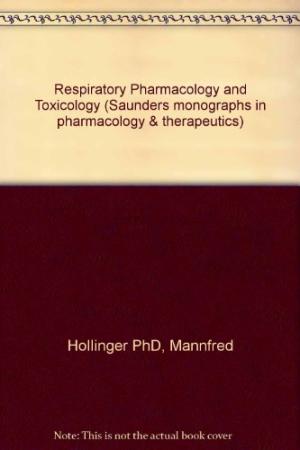 Respiratory Pharmacology and
Toxicology (Saunders monographs in
pharmacology & therapeutics)
Hollinger PhD, Mannfred
Note: This is not the actual book cover